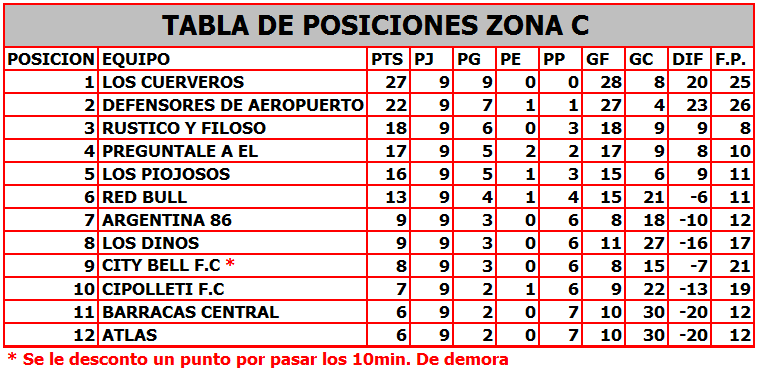 TABLA DE POSICIONES ZONA C
POSICION EQUIPO PTS PJ PG PE PP GF GC DIF F.P.
1 LOS CUERVEROS 27 9 9 0 0 28 8 20 25
2 DEFENSORES DE AEROPUERTO 22 9 7 1 1 27 4 23 26
3 RUSTICO Y FILOSO 18 9 6 0 3 18 9 9 8
4 PREGUNTALE A EL 17 9 5 2 2 17 9 8 10
5 LOS PIOJOSOS 16 9 5 1 3 15 6 9 11
6 RED BULL 13 9 4 1 4 15 21 -6 11
7 ARGENTINA 86 9 9 3 0 6 8 18 -10 12
8 LOS DINOS 9 9 3 0 6 11 27 -16 17
9 CITY BELL F.C * 8 9 3 0 6 8 15 -7 21
10 CIPOLLETI F.C 7 9 2 1 6 9 22 -13 19
11 BARRACAS CENTRAL 6 9 2 0 7 10 30 -20 12
12 ATLAS 6 9 2 0 7 10 30 -20 12
* Se le desconto un punto por pasar los 10min. De demora